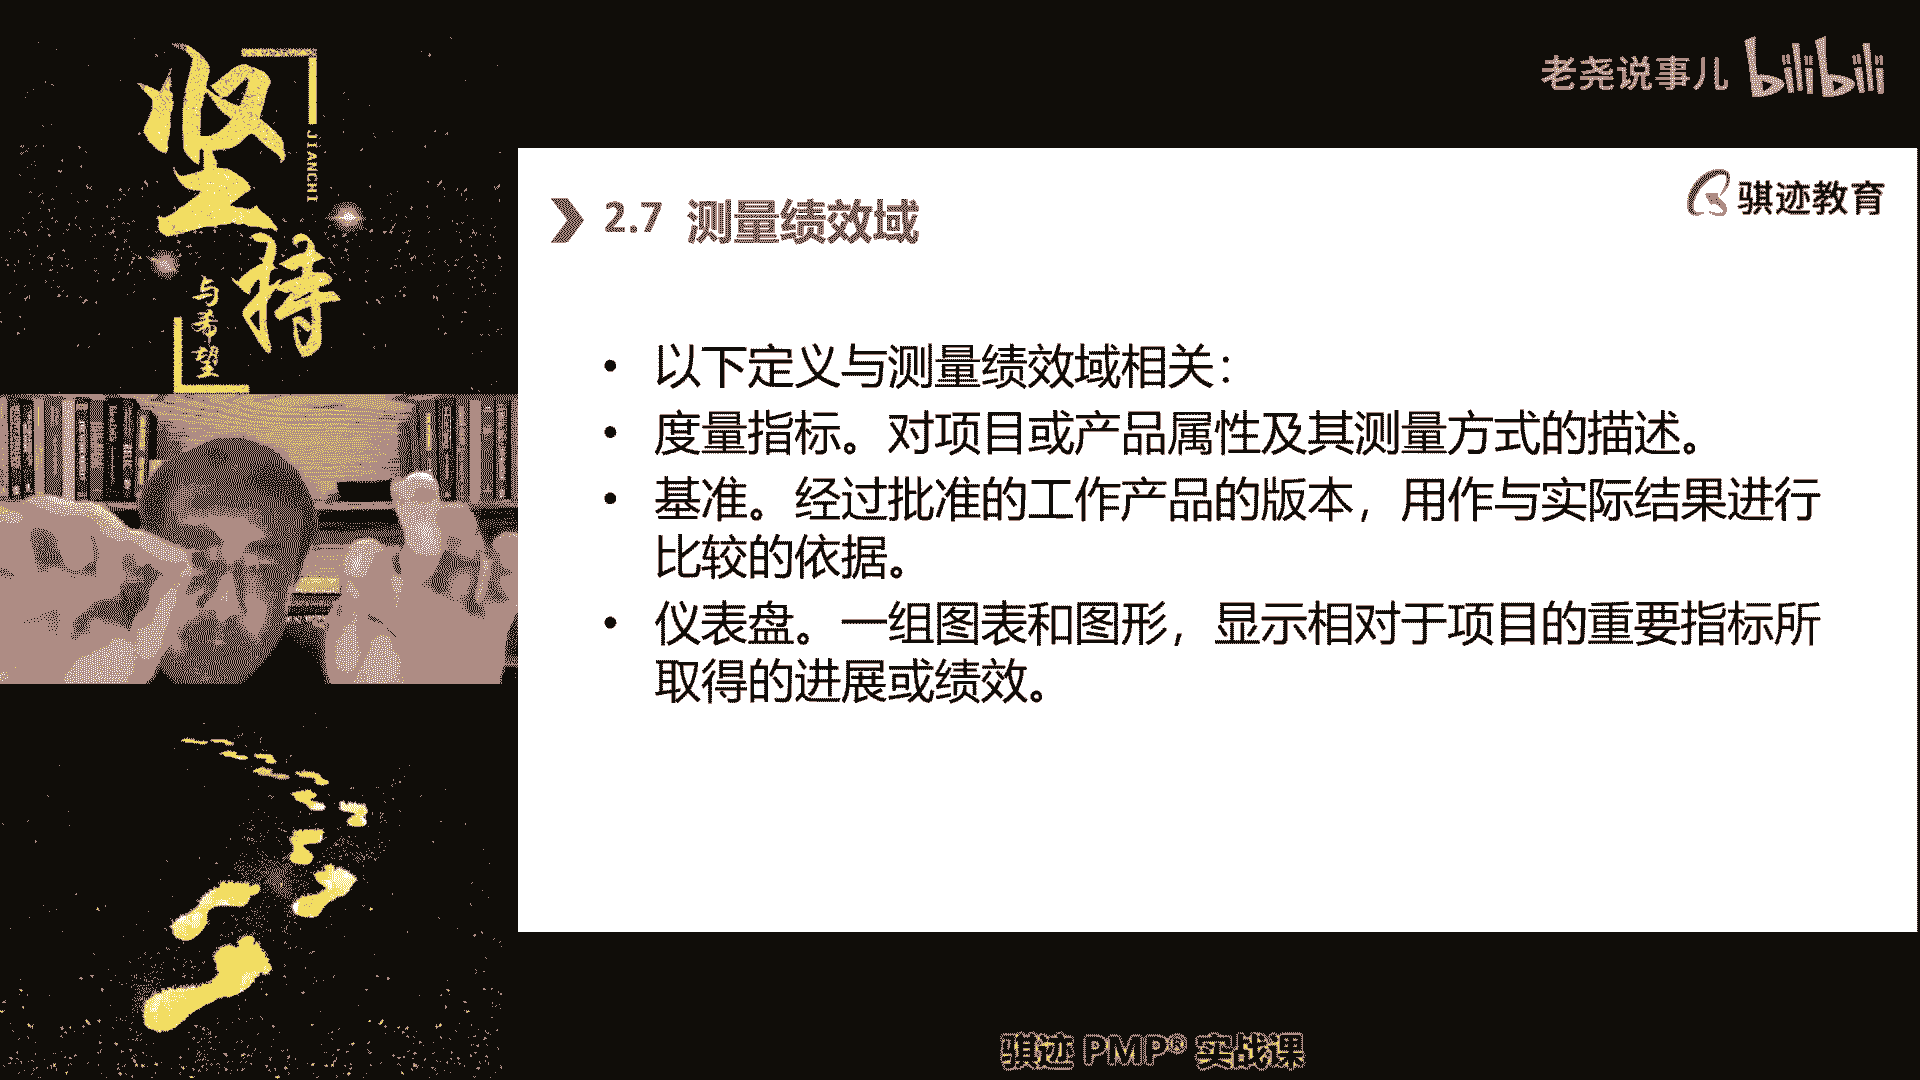 坚持
JIANCHI
与希望
老尧说事儿 bilibili
骐迹教育
2.7 测量绩效域
• 以下定义与测量绩效域相关：
• 度量指标。对项目或产品属性及其测量方式的描述。
• 基准。经过批准的工作产品的版本，用作与实际结果进行
比较的依据。
• 仪表盘。一组图表和图形，显示相对于项目的重要指标所
取得的进展或绩效。
骐迹 PMP® 实战课